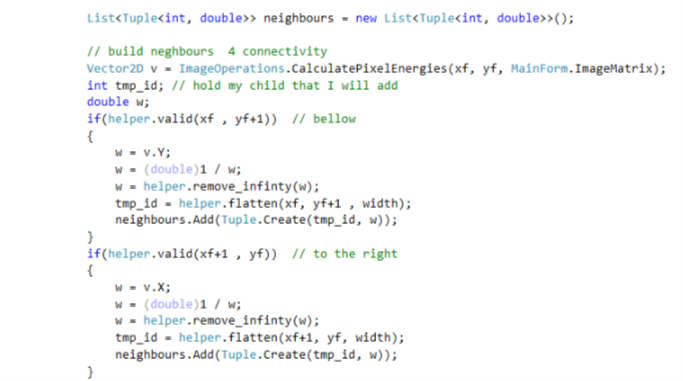 List<Tuple<int, double>> neighbours = new List<Tuple<int, double>>();
// build neghbours  4 connectivity
Vector2D v = ImageOperations.CalculatePixelEnergies(xf, yf, MainForm.ImageMatrix);
int tmp_id; // hold my child that I will add
double w;
if(helper.valid(xf , yf+1))  // bellow
{
    w = v.Y;
    w = (double)1 / w;
    w = helper.remove_infinty(w);
    tmp_id = helper.flatten(xf, yf+1 , width);
    neighbours.Add(Tuple.Create(tmp_id, w));
}
if(helper.valid(xf+1 , yf))  // to the right
{
    w = v.X;
    w = (double)1 / w;
    w = helper.remove_infinty(w);
    tmp_id = helper.flatten(xf+1, yf, width);
    neighbours.Add(Tuple.Create(tmp_id, w));
}